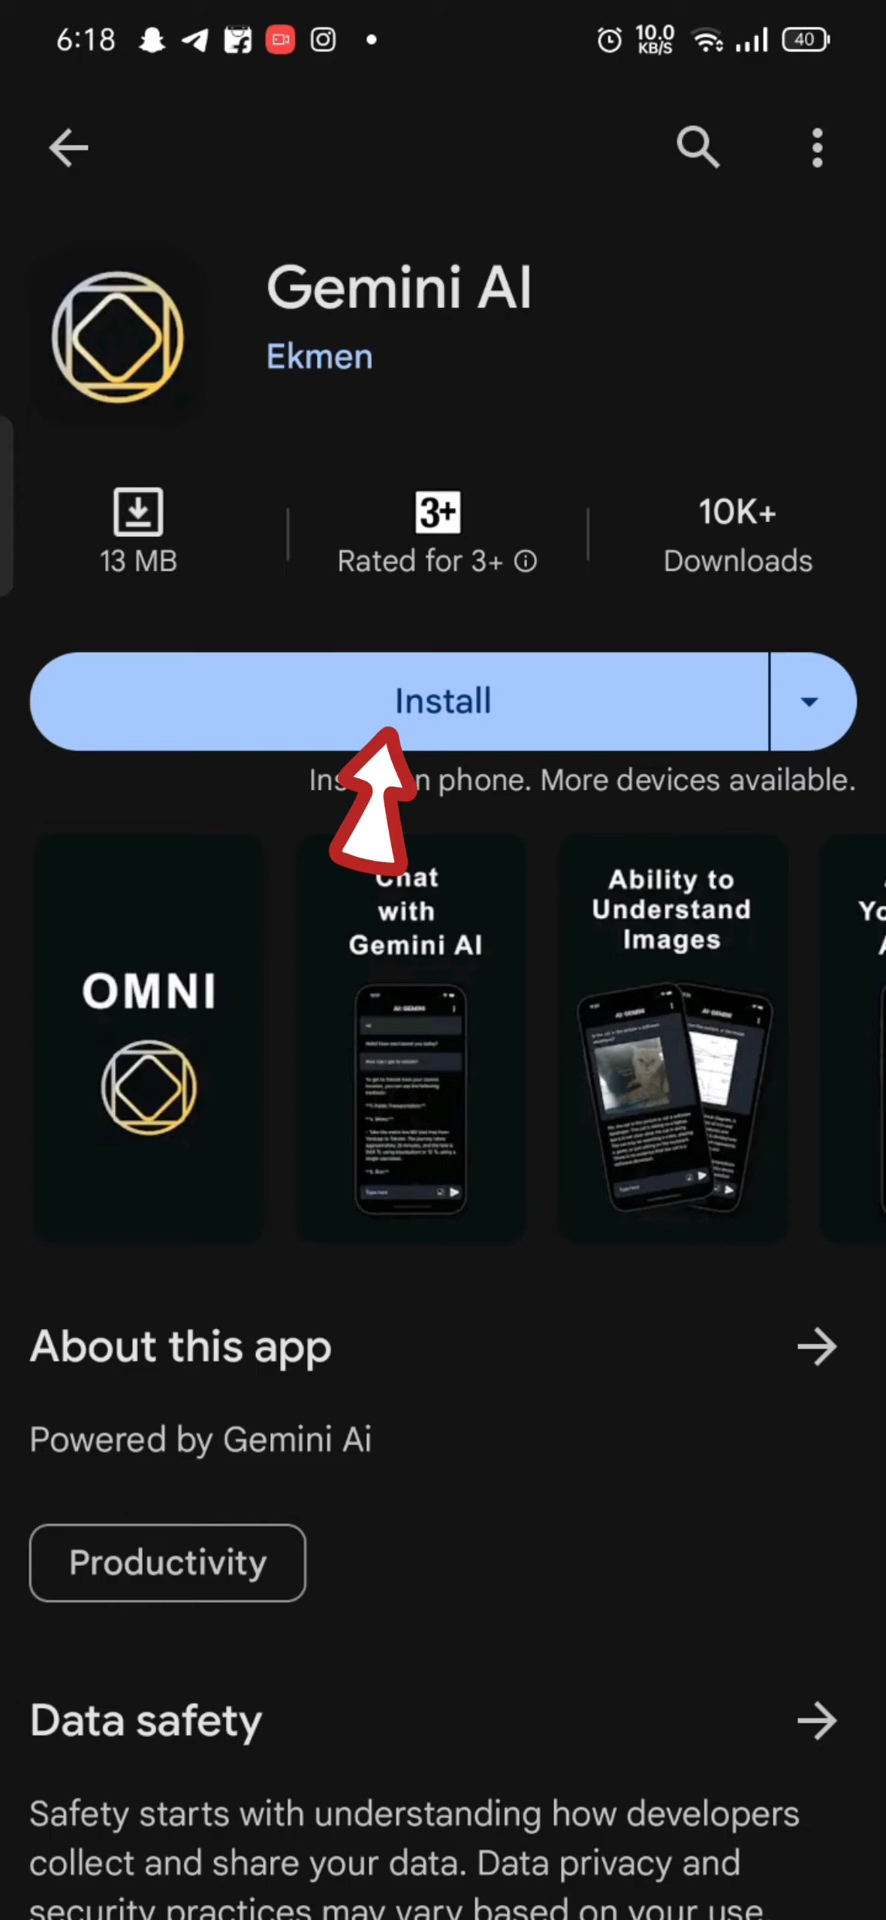 6:18
10.0
KB/S
40
Gemini AI
Ekmen
13 MB
3+
Rated for 3+
10K+
Downloads
Install
phone. More devices available.
OMNI
Chat
with
Gemini AI
Ability to
Understand
Images
About this app
Powered by Gemini Ai
Productivity
Data safety
Safety starts with understanding how developers
collect and share your data. Data privacy and
security practices may vary based on your use,